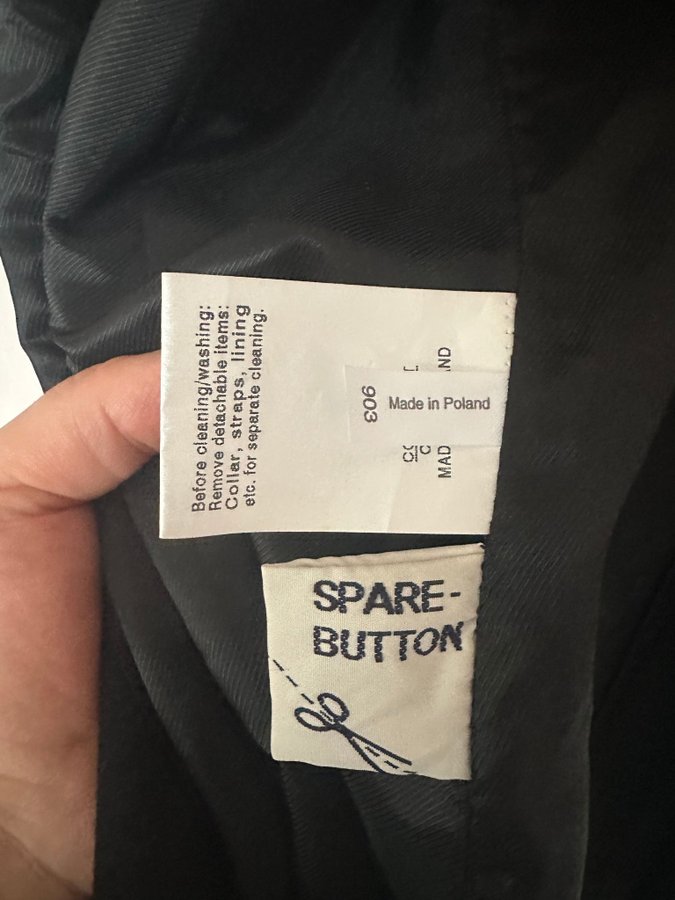 Before cleaning/washing:
Remove detachable items:
Collar, straps, lining
etc. for separate cleaning.
903
Made in Poland
SPARE-
BUTTON